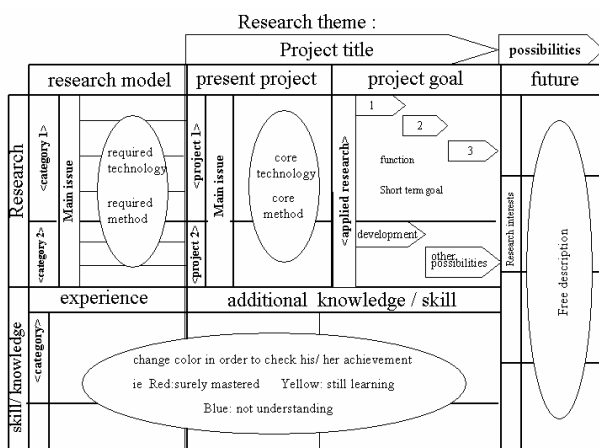 Research theme :
Project title
possibilities
research model
present project
project goal
future
Research
<category 1>
Main issue
required
technology
required
method
<category 2>
<project 1>
Main issue
core
technology
core
method
<project 2>
<applied research>
1
2
3
function
Short term goal
development
other
possibilities
Research interests
Free description
experience
additional knowledge / skill
skill/ knowledge
<category>
change color in order to check his/ her achievement
ie Red:surely mastered Yellow: still learning
Blue: not understanding